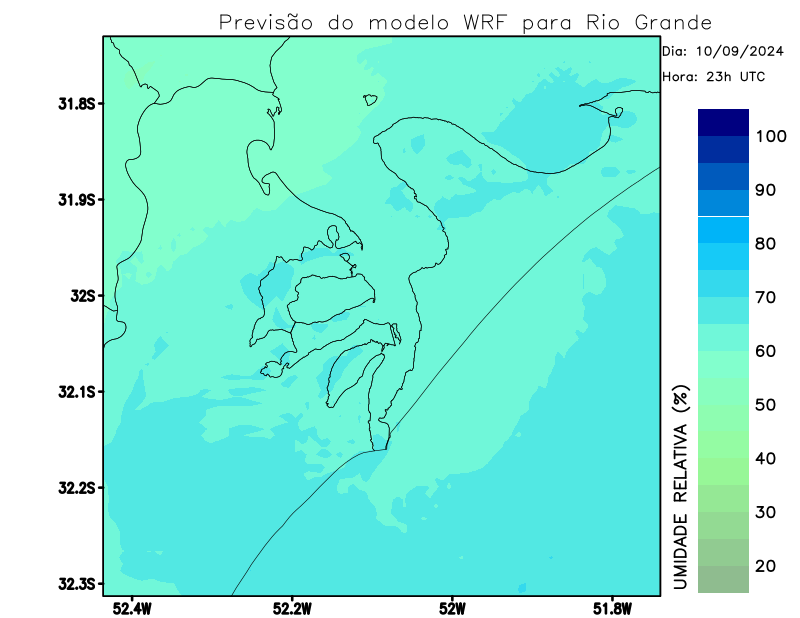 Previsão do modelo WRF para Rio Grande
Dia: 10/09/2024
Hora: 23h UTC
31.8S
31.9S
32S
32.1S
32.2S
32.3S
52.4W
52.2W
52W
51.8W
UMIDADE RELATIVA (%)
100
90
80
70
60
50
40
30
20